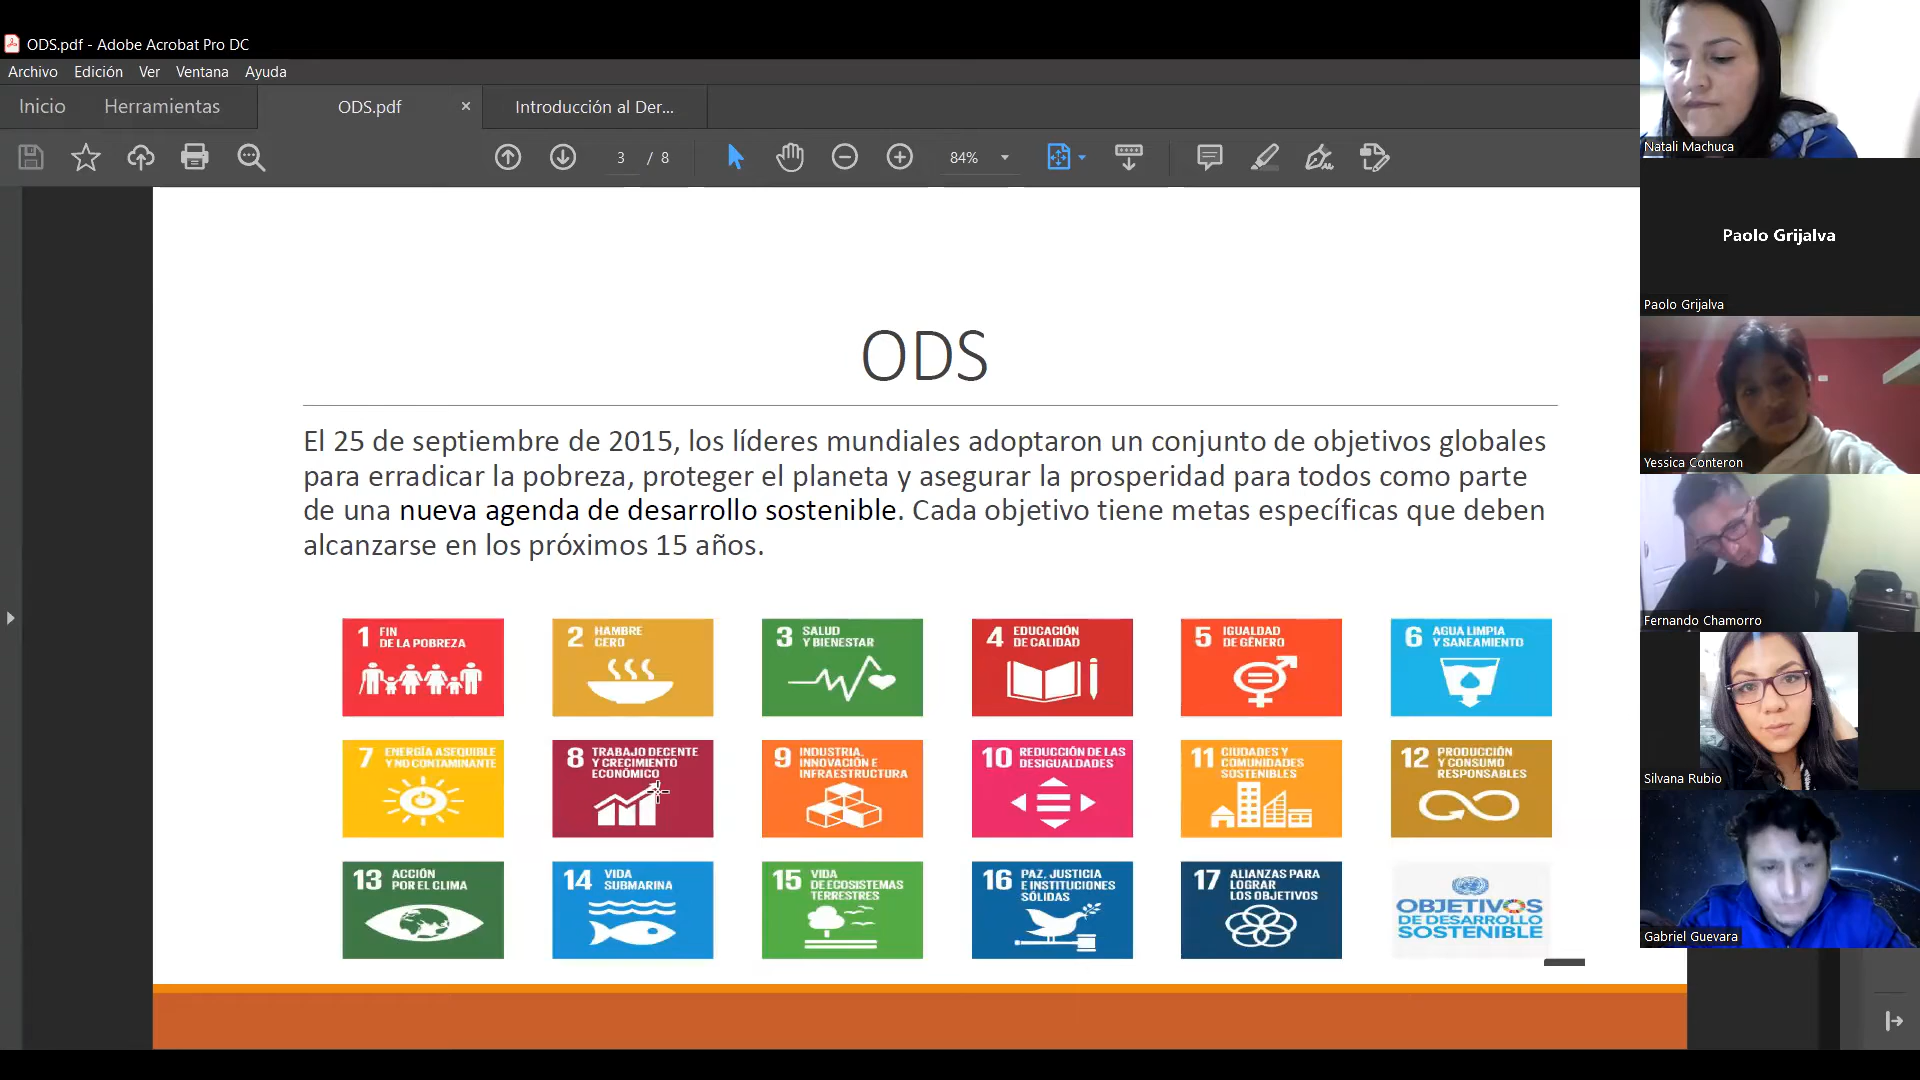 ODS.pdf - Adobe Acrobat Pro DC
Archivo Edición Ver Ventana Ayuda
Inicio Herramientas ODS.pdf × Introducción al Der...
3 / 8 84%
ODS
El 25 de septiembre de 2015, los líderes mundiales adoptaron un conjunto de objetivos globales
para erradicar la pobreza, proteger el planeta y asegurar la prosperidad para todos como parte
de una nueva agenda de desarrollo sostenible. Cada objetivo tiene metas específicas que deben
alcanzarse en los próximos 15 años.
1 FIN
DE LA POBREZA
2 HAMBRE
CERO
3 SALUD
Y BIENESTAR
4 EDUCACIÓN
DE CALIDAD
5 IGUALDAD
DE GÉNERO
6 AGUA LIMPIA
Y SANEAMIENTO
7 ENERGÍA ASEQUIBLE
Y NO CONTAMINANTE
8 TRABAJO DECENTE
Y CRECIMIENTO
ECONÓMICO
9 INDUSTRIA,
INNOVACIÓN E
INFRAESTRUCTURA
10 REDUCCIÓN DE LAS
DESIGUALDADES
11 CIUDADES Y
COMUNIDADES
SOSTENIBLES
12 PRODUCCIÓN
Y CONSUMO
RESPONSABLES
13 ACCIÓN
POR EL CLIMA
14 VIDA
SUBMARINA
15 VIDA
DE ECOSISTEMAS
TERRESTRES
16 PAZ, JUSTICIA
E INSTITUCIONES
SÓLIDAS
17 ALIANZAS PARA
LOGRAR
LOS OBJETIVOS
OBJETIVOS
DE DESARROLLO
SOSTENIBLE
Natali Machuca
Paolo Grijalva
Paolo Grijalva
Yessica Conteron
Fernando Chamorro
Silvana Rubio
Gabriel Guevara